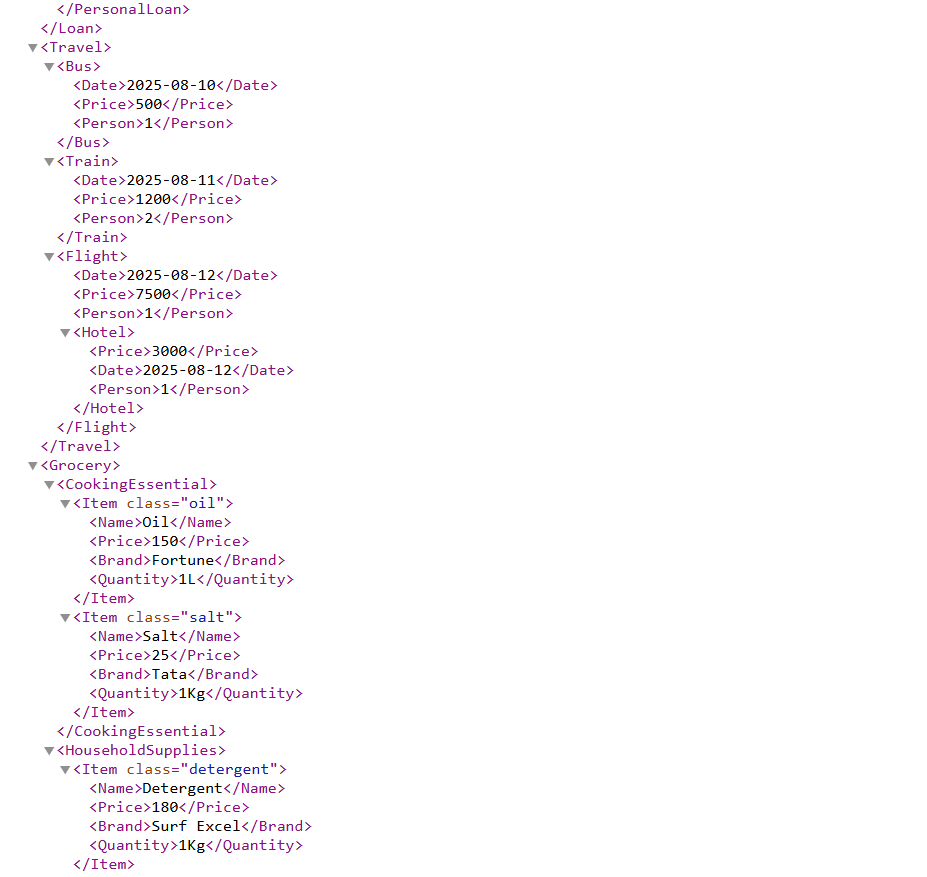 </PersonalLoan>
</Loan>
▼<Travel>
▼<Bus>
<Date>2025-08-10</Date>
<Price>500</Price>
<Person>1</Person>
</Bus>
▼<Train>
<Date>2025-08-11</Date>
<Price>1200</Price>
<Person>2</Person>
</Train>
▼<Flight>
<Date>2025-08-12</Date>
<Price>7500</Price>
<Person>1</Person>
▼<Hotel>
<Price>3000</Price>
<Date>2025-08-12</Date>
<Person>1</Person>
</Hotel>
</Flight>
</Travel>
▼<Grocery>
▼<CookingEssential>
▼<Item class="oil">
<Name>Oil</Name>
<Price>150</Price>
<Brand>Fortune</Brand>
<Quantity>1L</Quantity>
</Item>
▼<Item class="salt">
<Name>Salt</Name>
<Price>25</Price>
<Brand>Tata</Brand>
<Quantity>1Kg</Quantity>
</Item>
</CookingEssential>
▼<HouseholdSupplies>
▼<Item class="detergent">
<Name>Detergent</Name>
<Price>180</Price>
<Brand>Surf Excel</Brand>
<Quantity>1Kg</Quantity>
</Item>